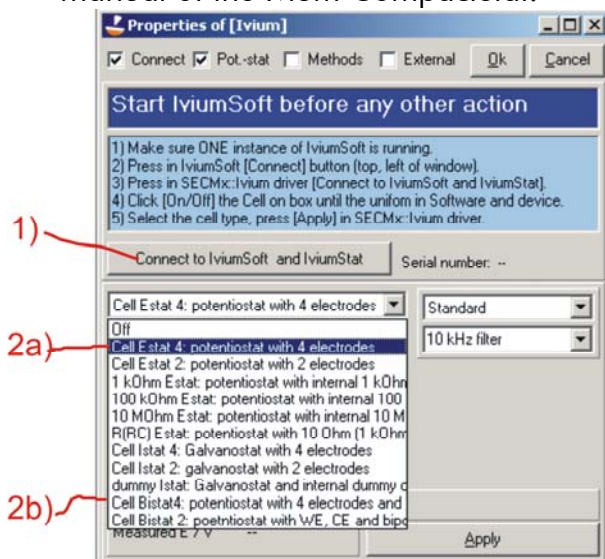 Properties of [Ivium]
Connect Pot.-stat Methods External Ok Cancel
Start IviumSoft before any other action
1) Make sure ONE instance of IviumSoft is running.
2) Press in IviumSoft [Connect] button (top, left of window).
3) Press in SECMx::Ivium driver [Connect to IviumSoft and IviumStat].
4) Click [On/Off] the Cell on box until the unifom in Software and device.
5) Select the cell type, press [Apply] in SECMx::Ivium driver.
1)
Connect to IviumSoft and IviumStat Serial number: --
Cell Estat 4: potentiostat with 4 electrodes Standard
Off
2a)
Cell Estat 4: potentiostat with 4 electrodes 10 kHz filter
Cell Estat 2: potentiostat with 2 electrodes
1 kOhm Estat: potentiostat with internal 1 kOhm
100 kOhm Estat: potentiostat with internal 100
10 MOhm Estat: potentiostat with internal 10 M
R(RC) Estat: potentiostat with 10 Ohm (1 kOhm
Cell Istat 4: Galvanostat with 4 electrodes
Cell Istat 2: galvanostat with 2 electrodes
dummy Istat: Galvanostat and internal dummy
2b)
Cell Bistat4: potentiostat with 4 electrodes and
Cell Bistat 2: poetntiostat with WE, CE and bipo
Measured E / V -- Apply